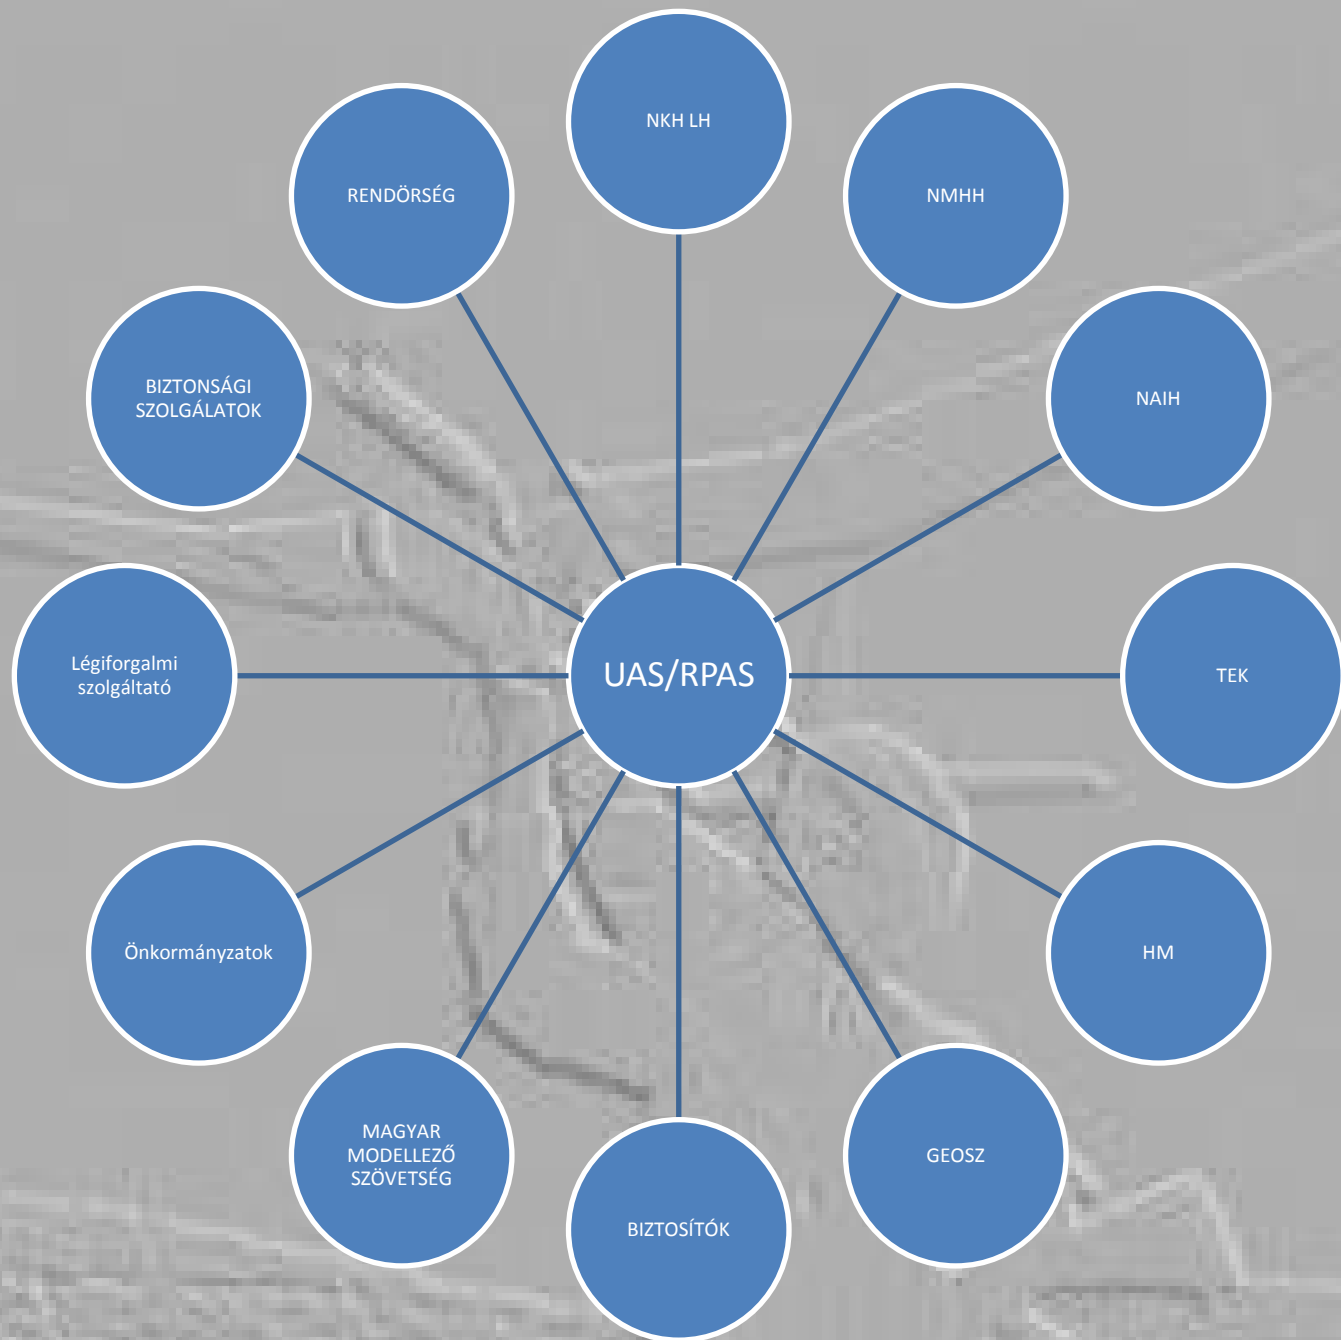 NKH LH
NMHH
NAIH
TEK
HM
GEOSZ
BIZTOSÍTÓK
MAGYAR
MODELLEZŐ
SZÖVETSÉG
Önkormányzatok
Légiforgalmi
szolgáltató
BIZTONSÁGI
SZOLGÁLATOK
RENDÖRSÉG
UAS/RPAS